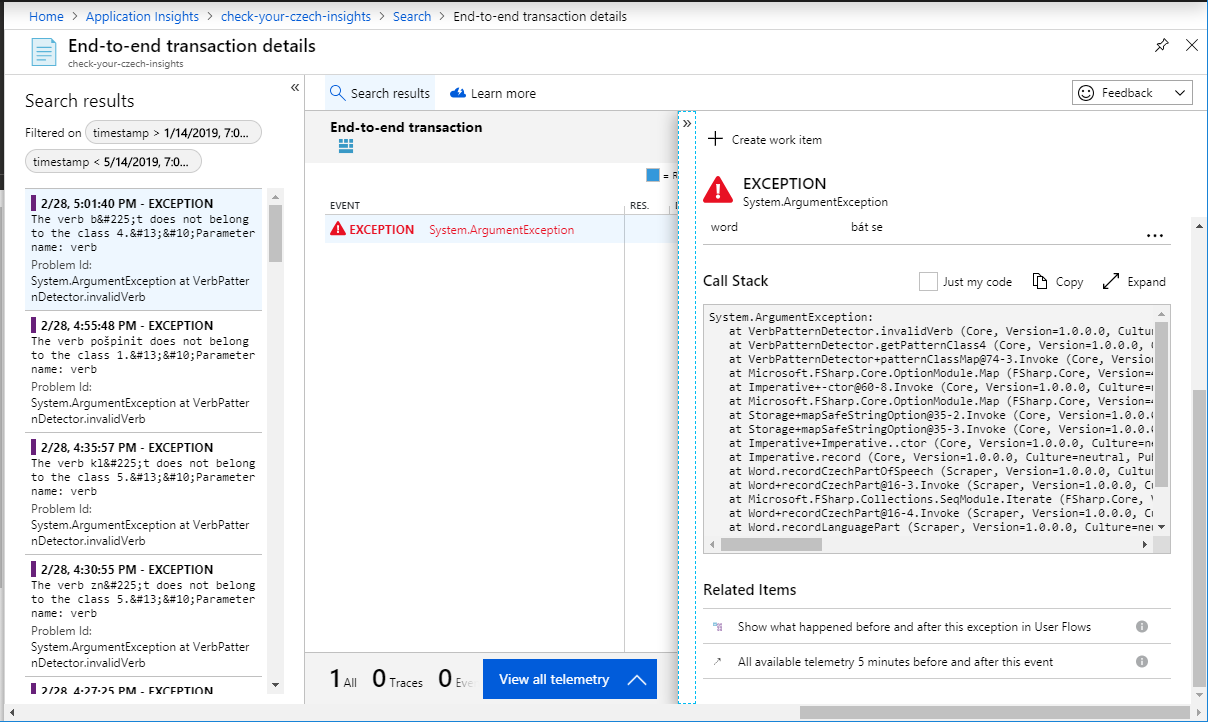 Home > Application Insights > check-your-czech-insights > Search > End-to-end transaction details
End-to-end transaction details
check-your-czech-insights
«
Search results
Filtered on timestamp > 1/14/2019, 7:0...
timestamp < 5/14/2019, 7:0...
2/28, 5:01:40 PM - EXCEPTION
The verb b&#225;t does not belong
to the class 4.&#13;&#10;Parameter
name: verb
Problem Id:
System.ArgumentException at VerbPatter
nDetector.invalidVerb
2/28, 4:55:48 PM - EXCEPTION
The verb pošpinit does not belong
to the class 1.&#13;&#10;Parameter
name: verb
Problem Id:
System.ArgumentException at VerbPatter
nDetector.invalidVerb
2/28, 4:35:57 PM - EXCEPTION
The verb kl&#225;t does not belong
to the class 5.&#13;&#10;Parameter
name: verb
Problem Id:
System.ArgumentException at VerbPatter
nDetector.invalidVerb
2/28, 4:30:55 PM - EXCEPTION
The verb zn&#225;t does not belong
to the class 5.&#13;&#10;Parameter
name: verb
Problem Id:
System.ArgumentException at VerbPatter
nDetector.invalidVerb
2/28, 4:27:25 PM - EXCEPTION
Search results
Learn more
Feedback
End-to-end transaction
= R
EVENT RES.
EXCEPTION System.ArgumentException
1 All 0 Traces 0 Eve
View all telemetry
»
Create work item
EXCEPTION
System.ArgumentException
word bát se
...
Call Stack
Just my code
Copy
Expand
System.ArgumentException:
at VerbPatternDetector.invalidVerb (Core, Version=1.0.0.0, Cultu
at VerbPatternDetector.getPatternClass4 (Core, Version=1.0.0.0,
at VerbPatternDetector+patternClassMap@74-3.Invoke (Core, Version
at Microsoft.FSharp.Core.OptionModule.Map (FSharp.Core, Version=
at Imperative+-ctor@60-8.Invoke (Core, Version=1.0.0.0, Culture=
at Microsoft.FSharp.Core.OptionModule.Map (FSharp.Core, Version=
at Storage+mapSafeStringOption@35-2.Invoke (Core, Version=1.0.0.
at Storage+mapSafeStringOption@35-3.Invoke (Core, Version=1.0.0.
at Imperative+Imperative..ctor (Core, Version=1.0.0.0, Culture=ne
at Imperative.record (Core, Version=1.0.0.0, Culture=neutral, Pu
at Word.recordCzechPartOfSpeech (Scraper, Version=1.0.0.0, Cultu
at Word+recordCzechPart@16-3.Invoke (Scraper, Version=1.0.0.0, Cu
at Microsoft.FSharp.Collections.SeqModule.Iterate (FSharp.Core, V
at Word+recordCzechPart@16-4.Invoke (Scraper, Version=1.0.0.0, Cu
at Word.recordLanguagePart (Scraper, Version=1.0.0.0, Culture=neu
Related Items
Show what happened before and after this exception in User Flows
All available telemetry 5 minutes before and after this event